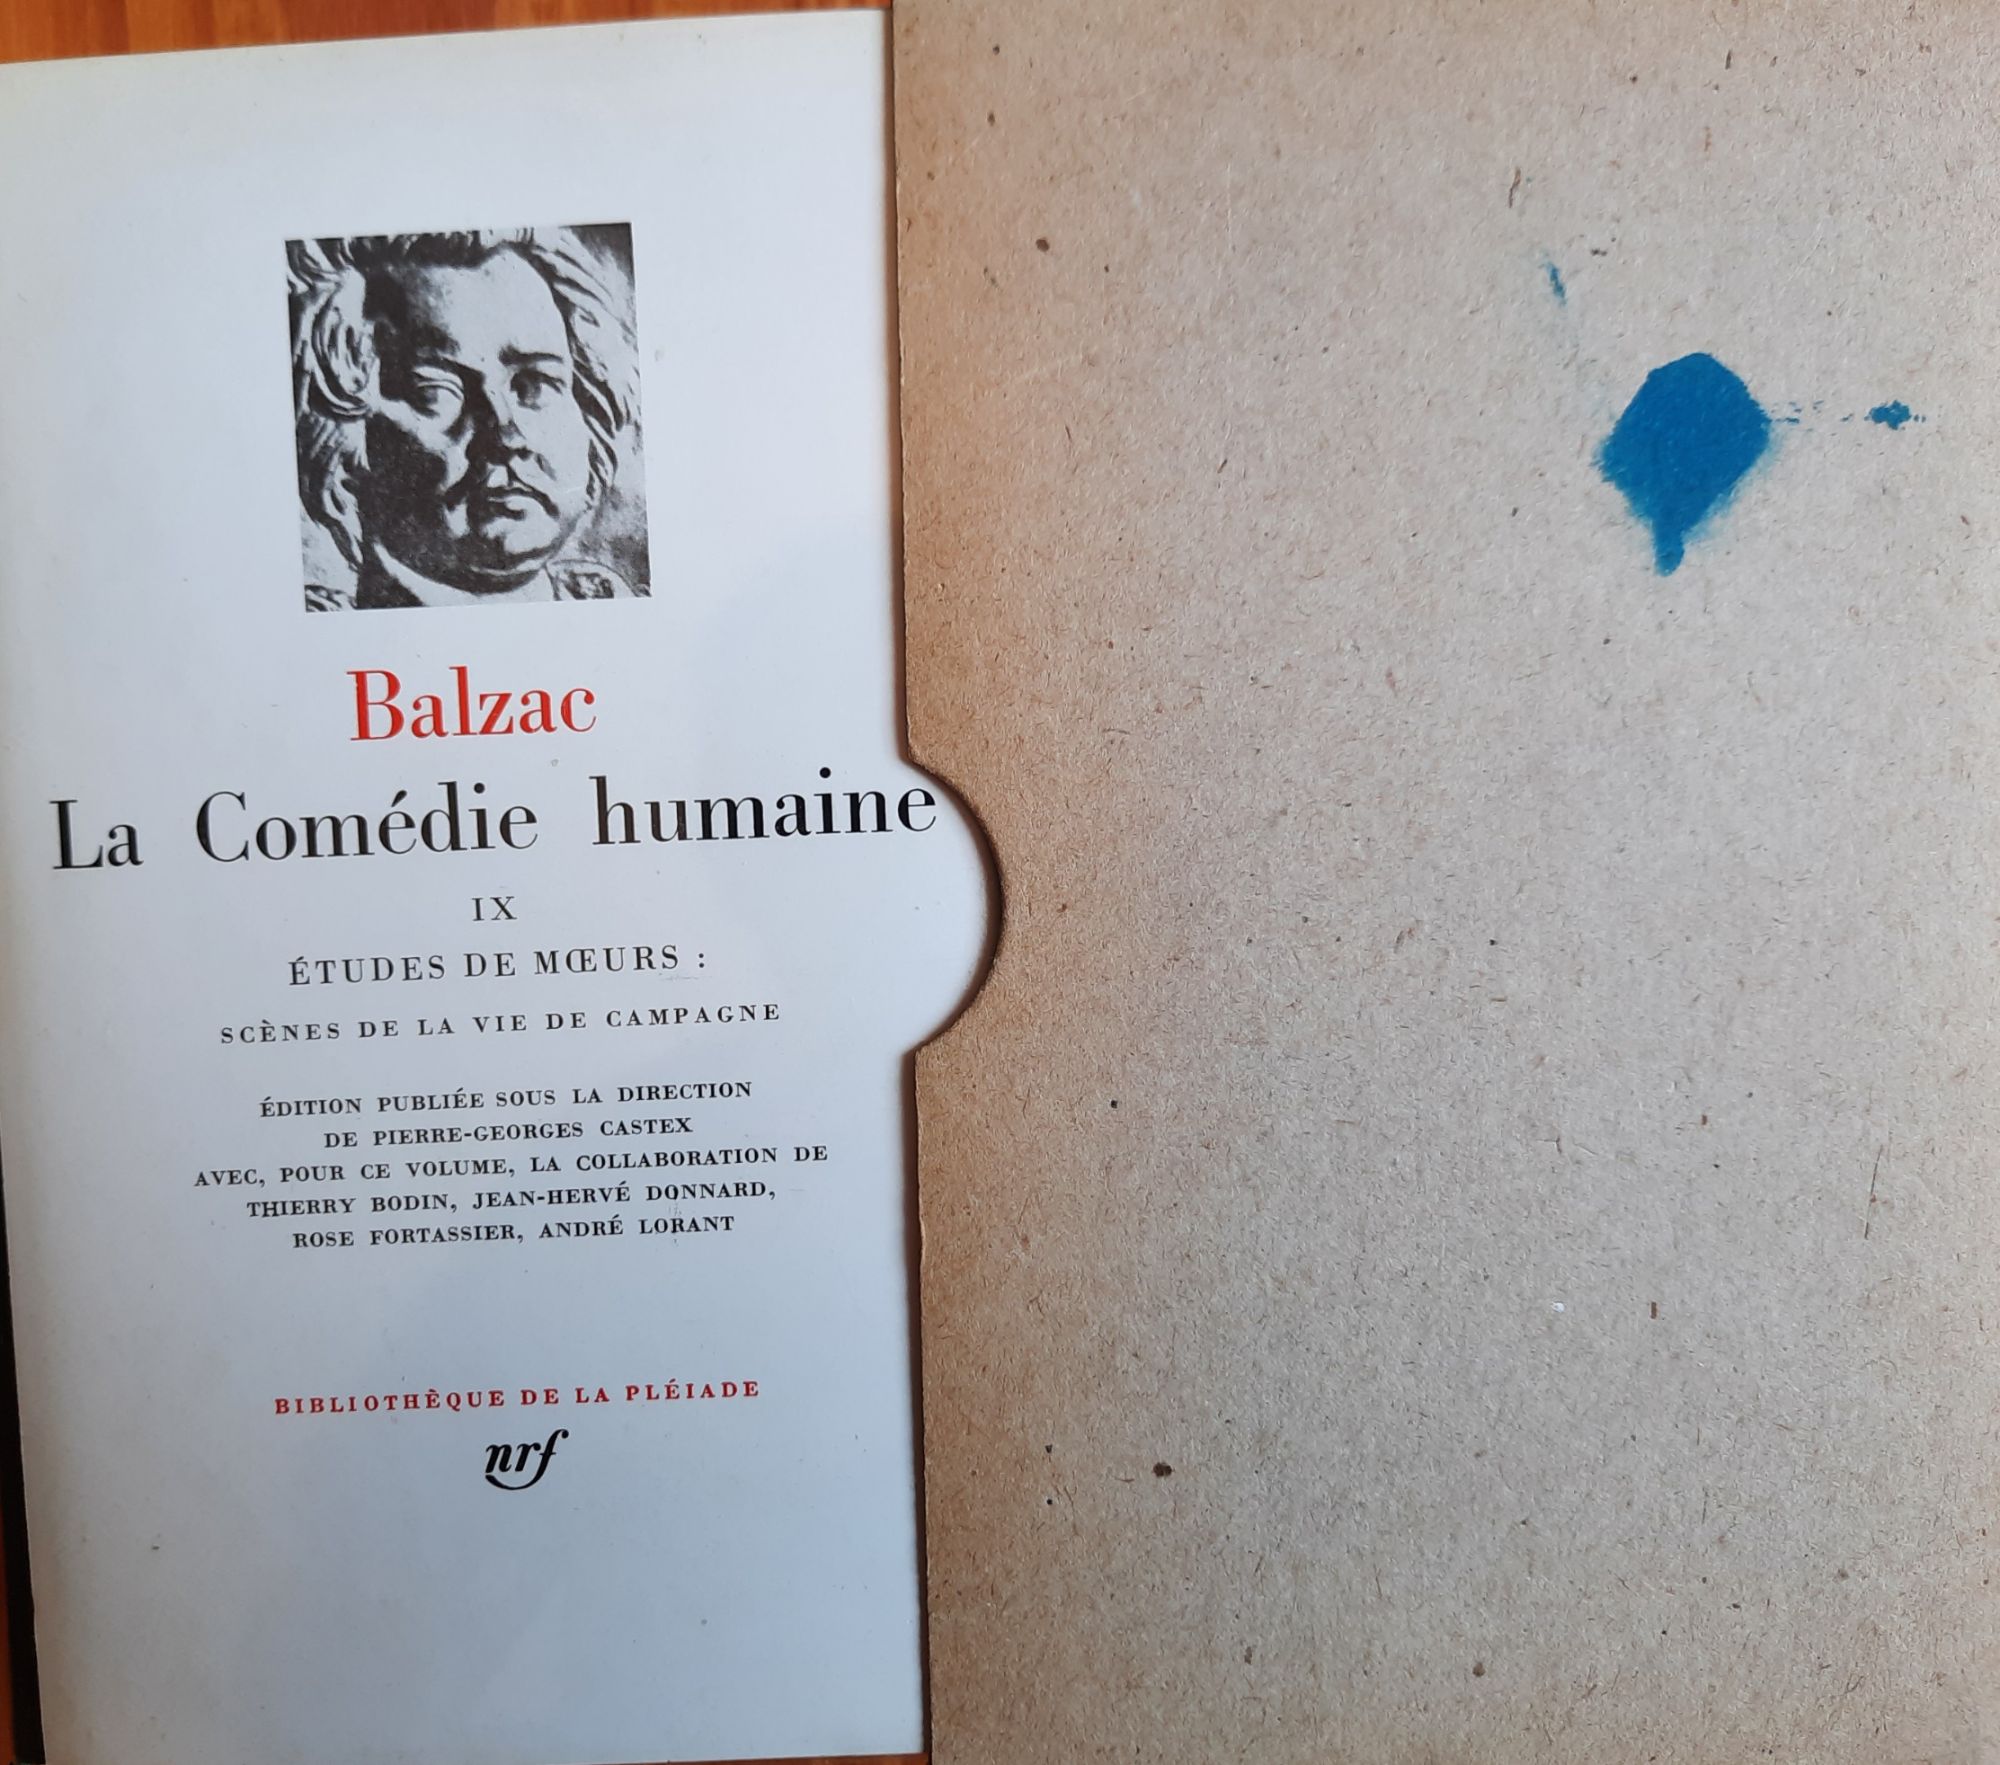 Balzac
La Comédie humaine
IX
ÉTUDES DE MŒURS :
SCÈNES DE LA VIE DE CAMPAGNE
ÉDITION PUBLIÉE SOUS LA DIRECTION
DE PIERRE-GEORGES CASTEX
AVEC, POUR CE VOLUME, LA COLLABORATION DE
THIERRY BODIN, JEAN-HERVÉ DONNARD,
ROSE FORTASSIER, ANDRÉ LORANT
BIBLIOTHÈQUE DE LA PLÉIADE
nrf